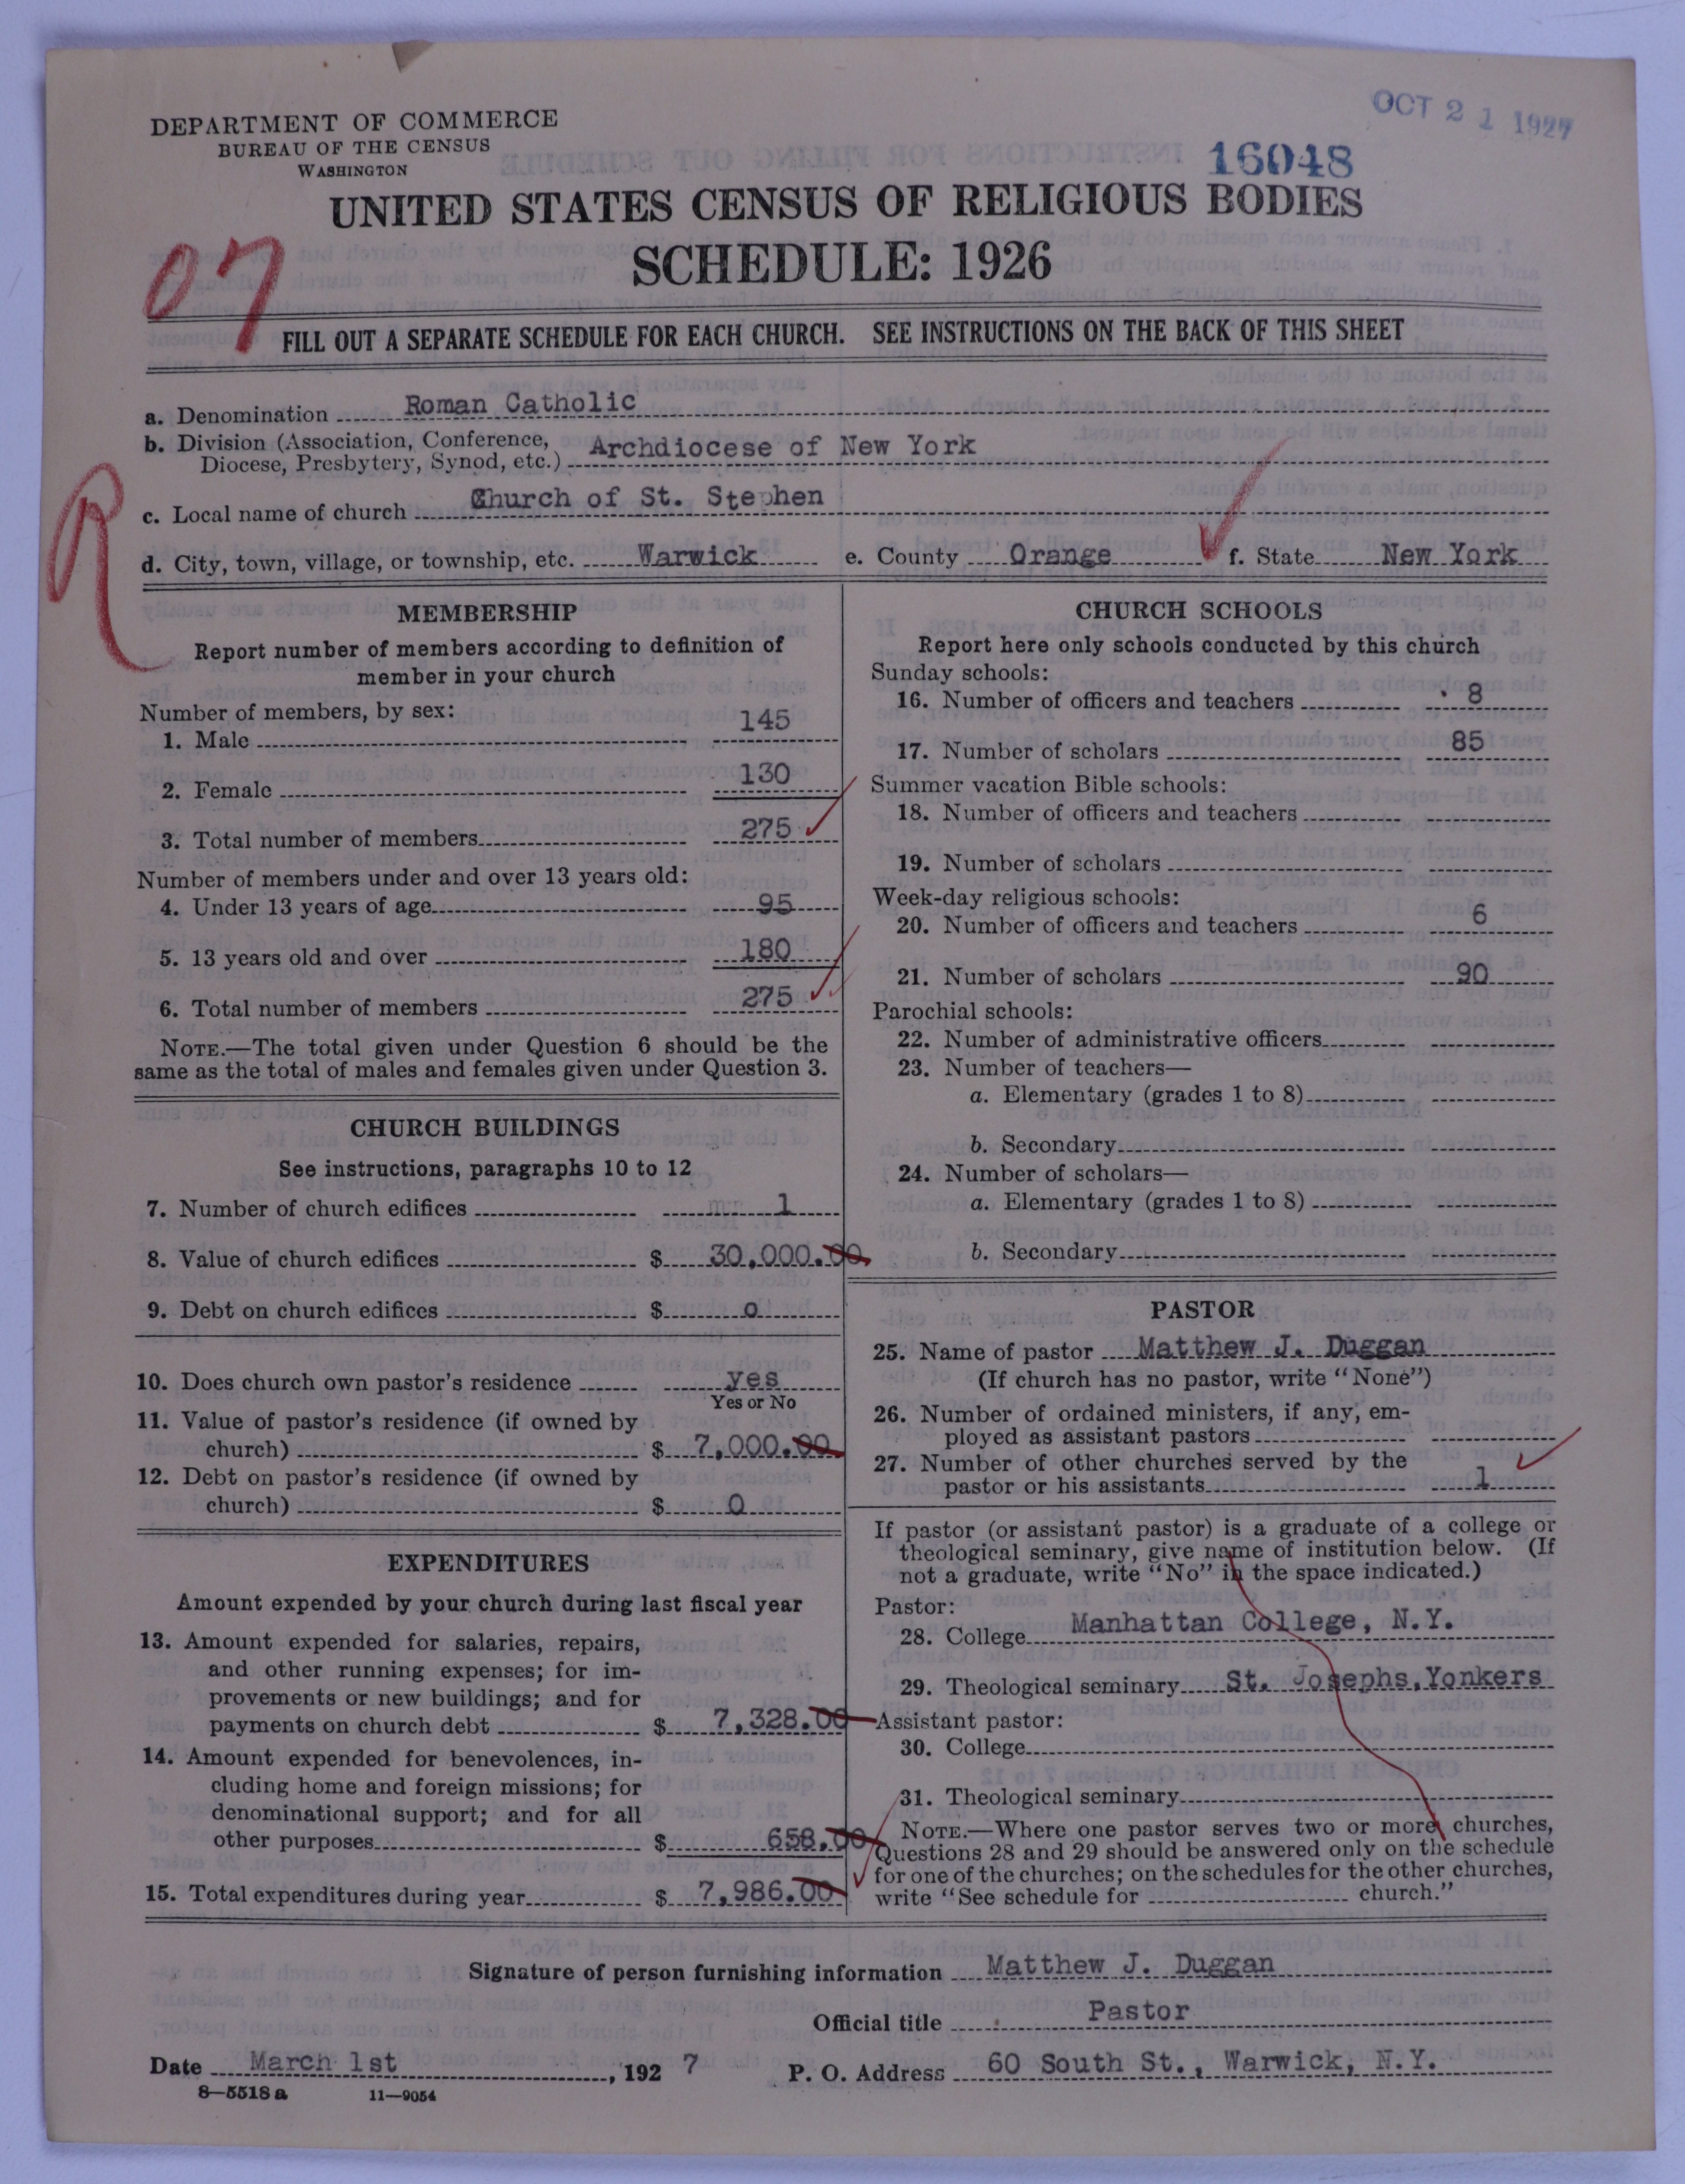 OCT 21 1927
DEPARTMENT OF COMMERCE
BUREAU OF THE CENSUS
WASHINGTON
16048
UNITED STATES CENSUS OF RELIGIOUS BODIES
SCHEDULE: 1926
07
FILL OUT A SEPARATE SCHEDULE FOR EACH CHURCH. SEE INSTRUCTIONS ON THE BACK OF THIS SHEET
a. Denomination Roman Catholic
b. Division (Association, Conference, Diocese, Presbytery, Synod, etc.) Archdiocese of New York
R
c. Local name of church Church of St. Stephen
d. City, town, village, or township, etc. Warwick e. County Orange f. State New York
MEMBERSHIP
Report number of members according to definition of
member in your church
Number of members, by sex:
1. Male 145
2. Female 130
3. Total number of members 275
Number of members under and over 13 years old:
4. Under 13 years of age 95
5. 13 years old and over 180
6. Total number of members 275
NOTE.—The total given under Question 6 should be the
same as the total of males and females given under Question 3.
CHURCH BUILDINGS
See instructions, paragraphs 10 to 12
7. Number of church edifices 1
8. Value of church edifices $ 30,000.00
9. Debt on church edifices $ 0
10. Does church own pastor's residence yes
Yes or No
11. Value of pastor's residence (if owned by
church) $ 7,000.00
12. Debt on pastor's residence (if owned by
church) $ 0
EXPENDITURES
Amount expended by your church during last fiscal year
13. Amount expended for salaries, repairs,
and other running expenses; for im-
provements or new buildings; and for
payments on church debt $ 7,328.00
14. Amount expended for benevolences, in-
cluding home and foreign missions; for
denominational support; and for all
other purposes $ 658.00
15. Total expenditures during year $ 7,986.00
CHURCH SCHOOLS
Report here only schools conducted by this church
Sunday schools:
16. Number of officers and teachers 8
17. Number of scholars 85
Summer vacation Bible schools:
18. Number of officers and teachers
19. Number of scholars
Week-day religious schools:
20. Number of officers and teachers 6
21. Number of scholars 90
Parochial schools:
22. Number of administrative officers
23. Number of teachers—
a. Elementary (grades 1 to 8)
b. Secondary
24. Number of scholars—
a. Elementary (grades 1 to 8)
b. Secondary
PASTOR
25. Name of pastor Matthew J. Duggan
(If church has no pastor, write "None")
26. Number of ordained ministers, if any, em-
ployed as assistant pastors
27. Number of other churches served by the
pastor or his assistants 1
If pastor (or assistant pastor) is a graduate of a college or
theological seminary, give name of institution below. (If
not a graduate, write "No" in the space indicated.)
Pastor:
28. College Manhattan College, N.Y.
29. Theological seminary St. Josephs, Yonkers
Assistant pastor:
30. College
31. Theological seminary
NOTE.—Where one pastor serves two or more churches,
Questions 28 and 29 should be answered only on the schedule
for one of the churches; on the schedules for the other churches,
write "See schedule for church."
Signature of person furnishing information Matthew J. Duggan
Official title Pastor
Date March 1st, 1927 P. O. Address 60 South St., Warwick, N.Y.
8—5518 a 11—9054